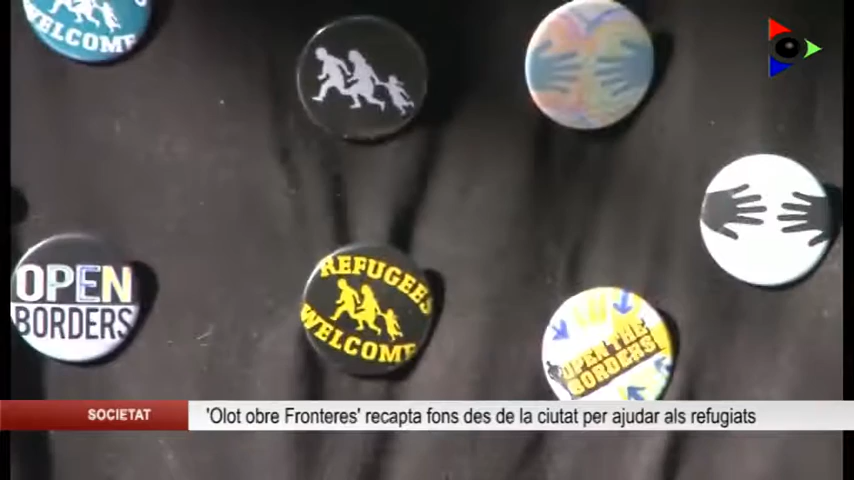 WELCOME
OPEN
BORDERS
REFUGEES
WELCOME
OPEN THE
BORDERS!
SOCIETAT
'Olot obre Fronteres' recapta fons des de la ciutat per ajudar als refugiats